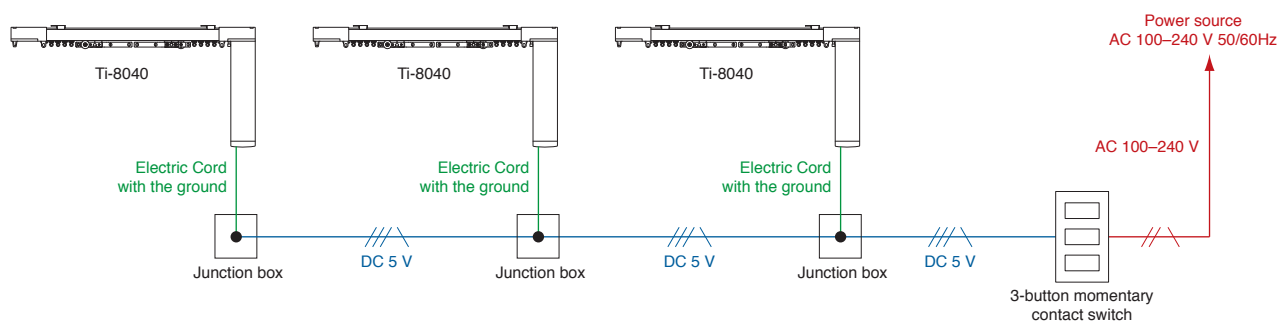 Power source
AC 100–240 V 50/60Hz
Ti-8040
Ti-8040
Ti-8040
AC 100–240 V
Electric Cord
with the ground
Electric Cord
with the ground
Electric Cord
with the ground
DC 5 V
DC 5 V
DC 5 V
Junction box
Junction box
Junction box
3-button momentary
contact switch